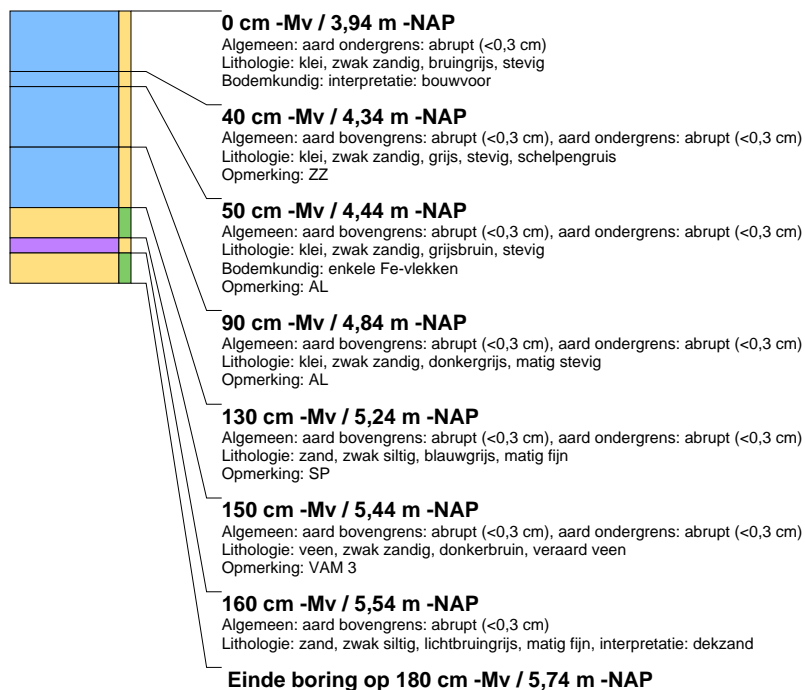 0 cm -Mv / 3,94 m -NAP
Algemeen: aard ondergrens: abrupt (<0,3 cm)
Lithologie: klei, zwak zandig, bruingrijs, stevig
Bodemkundig: interpretatie: bouwvoor
40 cm -Mv / 4,34 m -NAP
Algemeen: aard bovengrens: abrupt (<0,3 cm), aard ondergrens: abrupt (<0,3 cm)
Lithologie: klei, zwak zandig, grijs, stevig, schelpengruis
Opmerking: ZZ
50 cm -Mv / 4,44 m -NAP
Algemeen: aard bovengrens: abrupt (<0,3 cm), aard ondergrens: abrupt (<0,3 cm)
Lithologie: klei, zwak zandig, grijsbruin, stevig
Bodemkundig: enkele Fe-vlekken
Opmerking: AL
90 cm -Mv / 4,84 m -NAP
Algemeen: aard bovengrens: abrupt (<0,3 cm), aard ondergrens: abrupt (<0,3 cm)
Lithologie: klei, zwak zandig, donkergrijs, matig stevig
Opmerking: AL
130 cm -Mv / 5,24 m -NAP
Algemeen: aard bovengrens: abrupt (<0,3 cm), aard ondergrens: abrupt (<0,3 cm)
Lithologie: zand, zwak siltig, blauwgrijs, matig fijn
Opmerking: SP
150 cm -Mv / 5,44 m -NAP
Algemeen: aard bovengrens: abrupt (<0,3 cm), aard ondergrens: abrupt (<0,3 cm)
Lithologie: veen, zwak zandig, donkerbruin, veraard veen
Opmerking: VAM 3
160 cm -Mv / 5,54 m -NAP
Algemeen: aard bovengrens: abrupt (<0,3 cm)
Lithologie: zand, zwak siltig, lichtbruingrijs, matig fijn, interpretatie: dekzand
Einde boring op 180 cm -Mv / 5,74 m -NAP